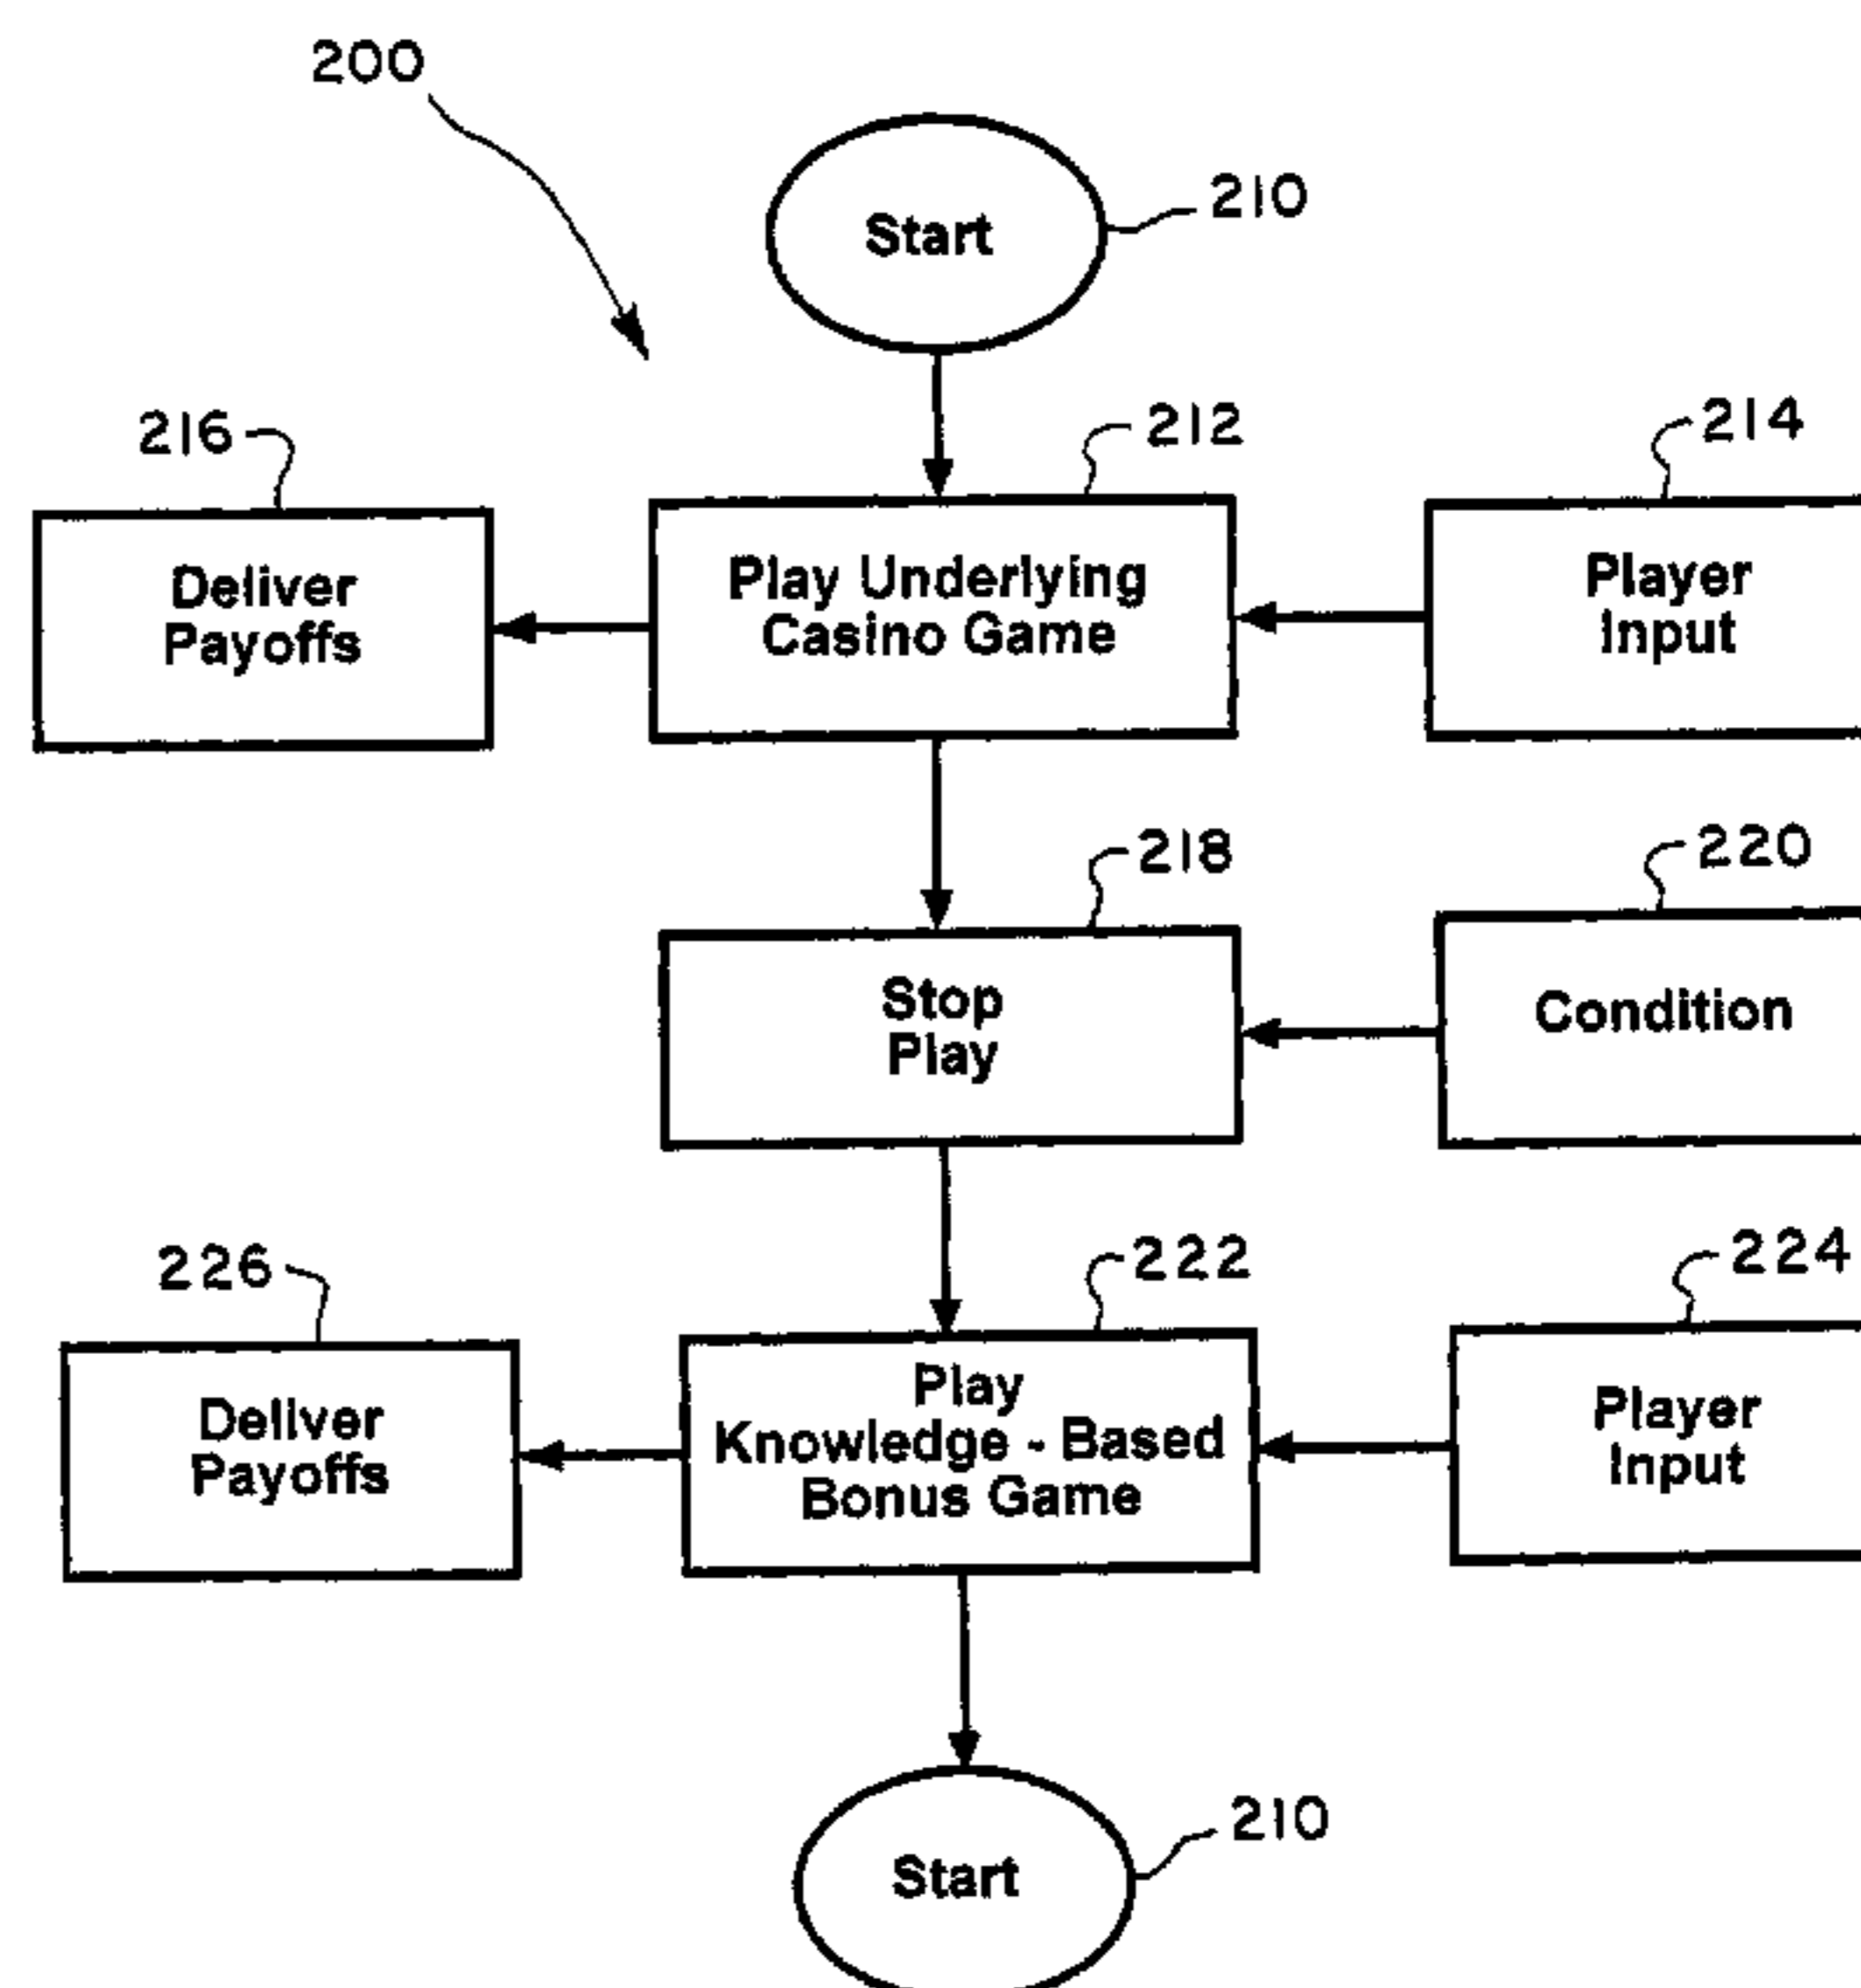 200
Start
210
216
212
214
Deliver
Payoffs
Play Underlying
Casino Game
Player
Input
218
220
Stop
Play
Condition
226
222
224
Deliver
Payoffs
Play
Knowledge - Based
Bonus Game
Player
Input
210
Start